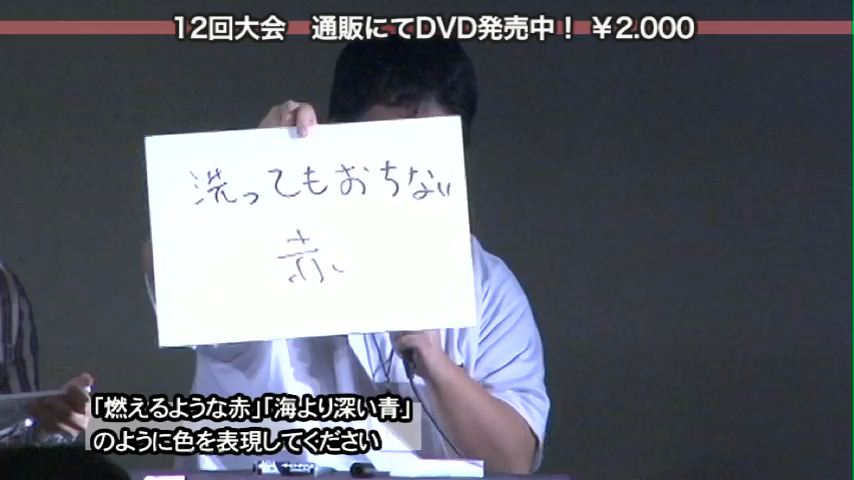 12回大会　通販にてDVD発売中！ ￥2.000
洗ってもおちない
赤
「燃えるような赤」「海より深い青」
のように色を表現してください